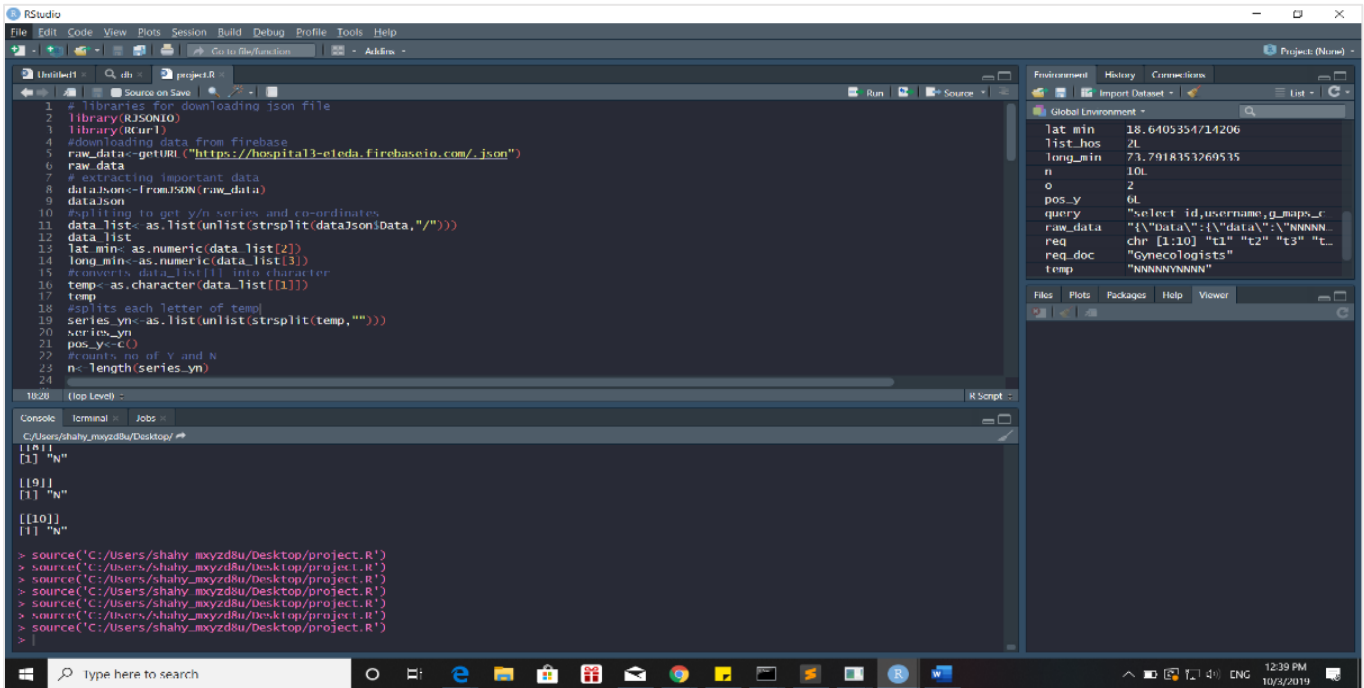 RStudio
File Edit Code View Plots Session Build Debug Profile Tools Help
Go to file/function Addins
Project: (None)
Untitled1 db project.R
Source on Save Run Source
1 # libraries for downloading json file
2 library(RJSONIO)
3 library(RCurl)
4 #downloading data from firebase
5 raw_data<-getURL("https://hospital3-e1eda.firebaseio.com/.json")
6 raw_data
7 # extracting important data
8 dataJson<-fromJSON(raw_data)
9 dataJson
10 #spliting to get y/n series and co-ordinates
11 data_list<-as.list(unlist(strsplit(dataJson$Data,"/")))
12 data_list
13 lat_min<-as.numeric(data_list[2])
14 long_min<-as.numeric(data_list[3])
15 #converts data_list[1] into character
16 temp<-as.character(data_list[[1]])
17 temp
18 #splits each letter of temp
19 series_yn<-as.list(unlist(strsplit(temp,"")))
20 series_yn
21 pos_y<-c()
22 #counts no of Y and N
23 n<-length(series_yn)
24
18:28 (Top Level) R Script
Console Terminal Jobs
C:/Users/shahy_mxyzd8u/Desktop/
[[8]]
[1] "N"
[[9]]
[1] "N"
[[10]]
[1] "N"
> source('C:/Users/shahy_mxyzd8u/Desktop/project.R')
> source('C:/Users/shahy_mxyzd8u/Desktop/project.R')
> source('C:/Users/shahy_mxyzd8u/Desktop/project.R')
> source('C:/Users/shahy_mxyzd8u/Desktop/project.R')
> source('C:/Users/shahy_mxyzd8u/Desktop/project.R')
> source('C:/Users/shahy_mxyzd8u/Desktop/project.R')
> source('C:/Users/shahy_mxyzd8u/Desktop/project.R')
>
Environment History Connections
Import Dataset List
Global Environment
lat_min 18.6405354714206
list_hos 2L
long_min 73.7918353269535
n 10L
o 2
pos_y 6L
query "select id,username,g_maps_c
raw_data "{\"Data\":{\"data\":\"NNNNN…
req chr [1:10] "t1" "t2" "t3" "t…
req_doc "Gynecologists"
temp "NNNNNYNNNN"
Files Plots Packages Help Viewer
Type here to search
ENG
12:39 PM
10/3/2019